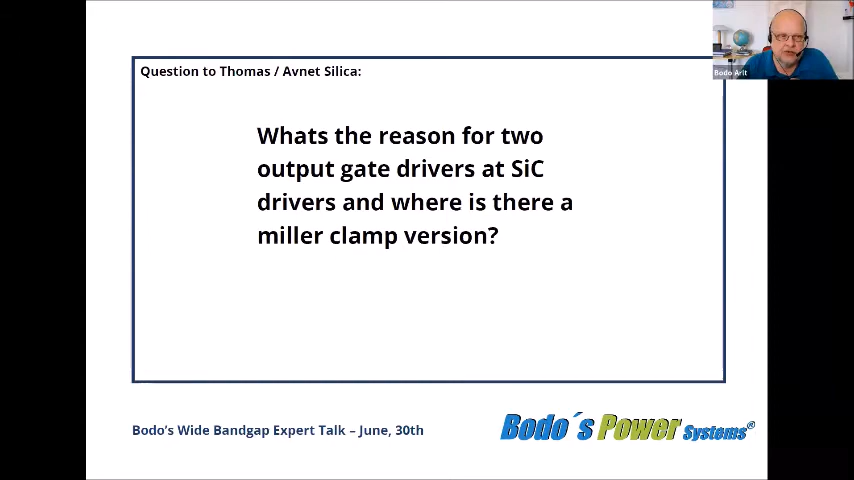 Question to Thomas / Avnet Silica:
Whats the reason for two
output gate drivers at SiC
drivers and where is there a
miller clamp version?
Bodo Arlt
Bodo's Wide Bandgap Expert Talk – June, 30th
Bodo´s Power Systems®